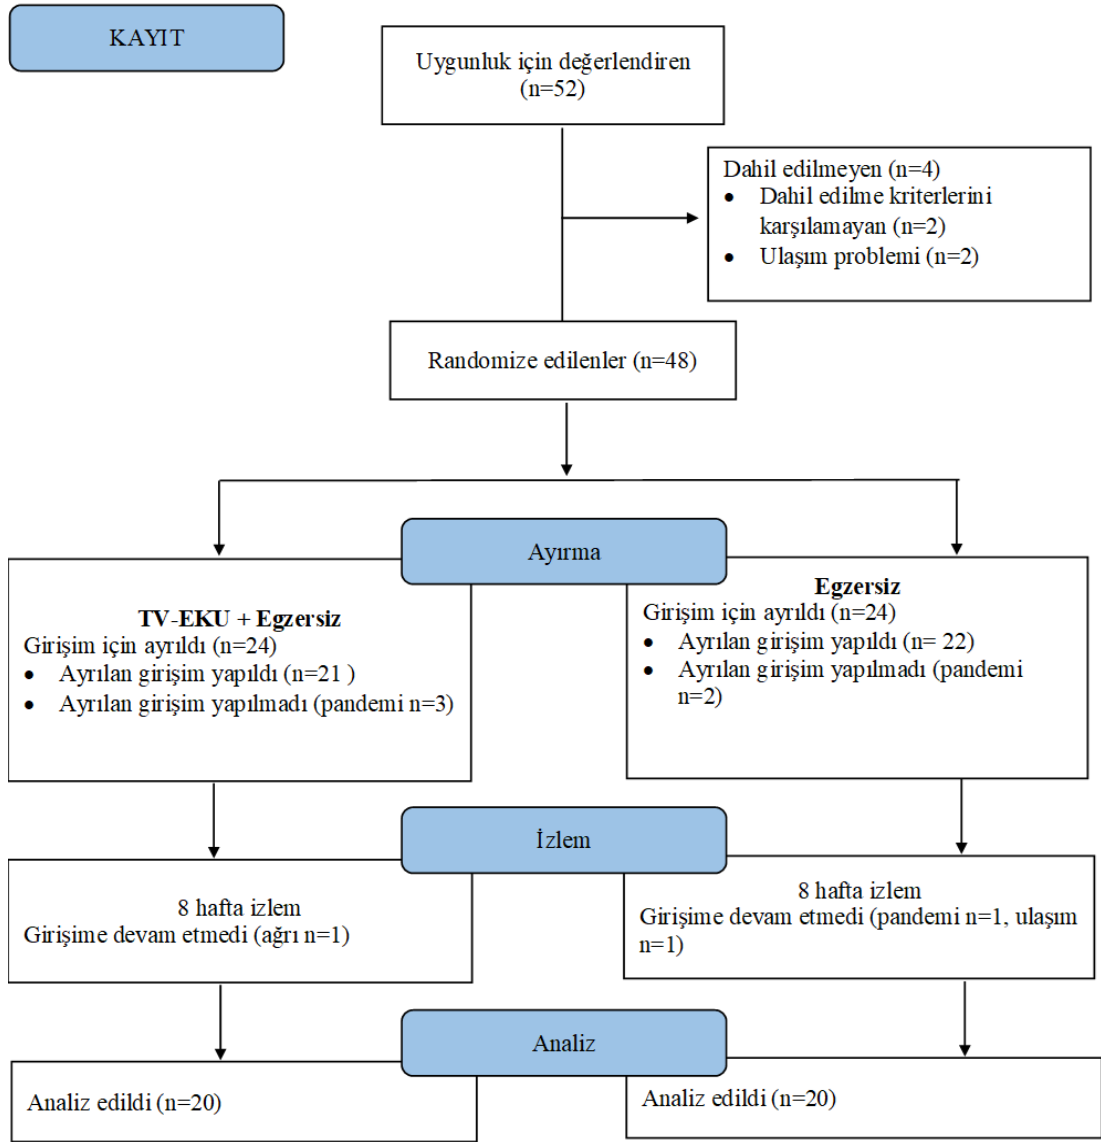 KAYIT
Uygunluk için değerlendiren
(n=52)
Dahil edilmeyen (n=4)
• Dahil edilme kriterlerini
karşılamayan (n=2)
• Ulaşım problemi (n=2)
Randomize edilenler (n=48)
Ayırma
TV-EKU + Egzersiz
Girişim için ayrıldı (n=24)
• Ayrılan girişim yapıldı (n=21 )
• Ayrılan girişim yapılmadı (pandemi n=3)
Egzersiz
Girişim için ayrıldı (n=24)
• Ayrılan girişim yapıldı (n= 22)
• Ayrılan girişim yapılmadı (pandemi
n=2)
İzlem
8 hafta izlem
Girişime devam etmedi (ağrı n=1)
8 hafta izlem
Girişime devam etmedi (pandemi n=1, ulaşım
n=1)
Analiz
Analiz edildi (n=20)
Analiz edildi (n=20)